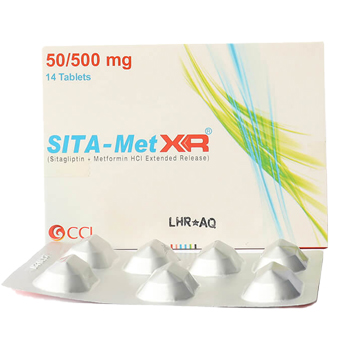 50/500 mg
14 Tablets
SITA-Met XR®
(Sitagliptin + Metformin HCl Extended Release)
CCL
LHR★AQ